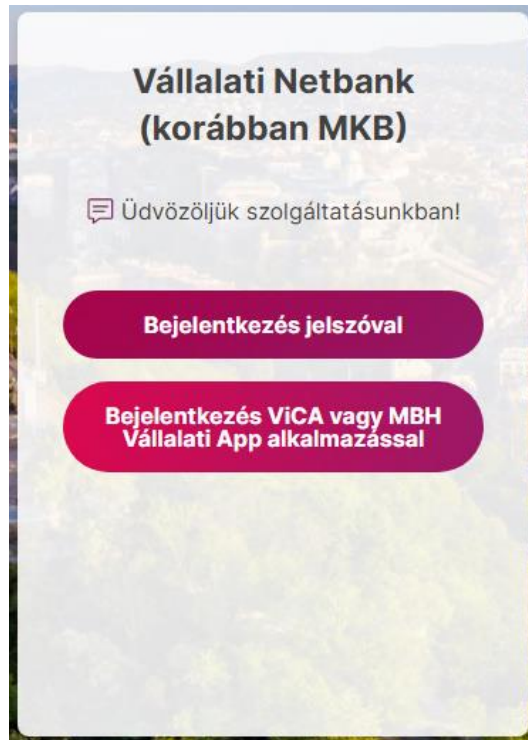 Vállalati Netbank
(korábban MKB)
Üdvözöljük szolgáltatásunkban!
Bejelentkezés jelszóval
Bejelentkezés ViCA vagy MBH
Vállalati App alkalmazással